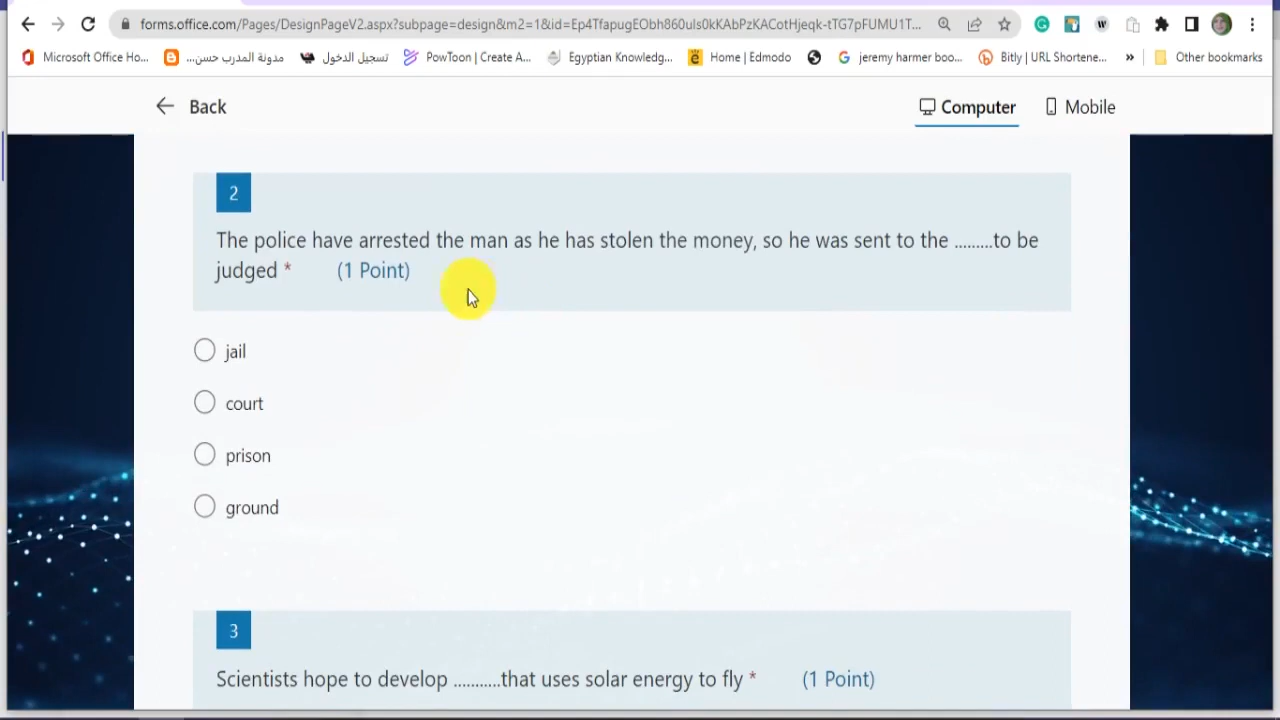 forms.office.com/Pages/DesignPageV2.aspx?subpage=design&m2=1&id=Ep4TfapugEObh860uls0kKAPzKACotHjeqk-tTG7pFUMU1T...
Microsoft Office Ho... مدونة المدرب حسن... تسجيل الدخول PowToon | Create A... Egyptian Knowledg... Home | Edmodo jeremy harmer boo... Bitly | URL Shortene... » Other bookmarks
Back Computer Mobile
2
The police have arrested the man as he has stolen the money, so he was sent to the .........to be
judged * (1 Point)
jail
court
prison
ground
3
Scientists hope to develop ...........that uses solar energy to fly * (1 Point)